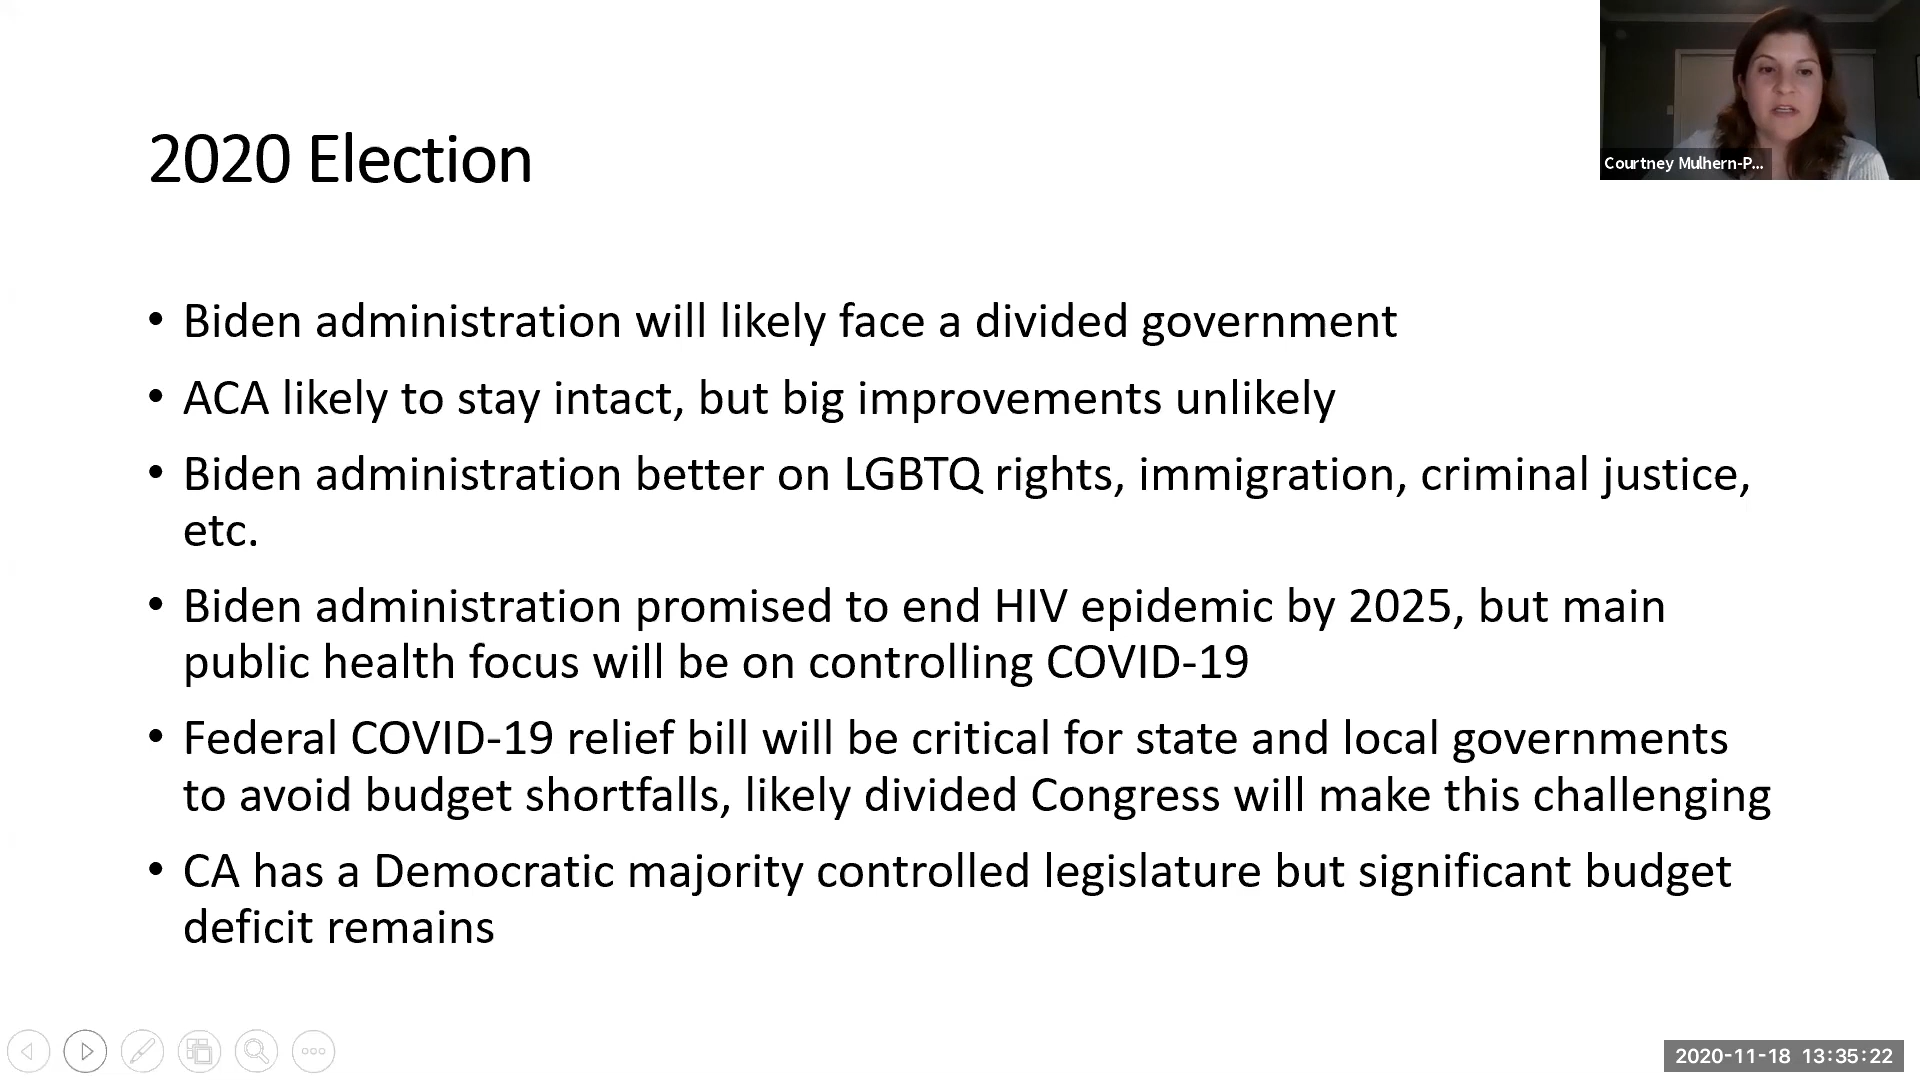 Courtney Mulhern-P...
2020 Election
• Biden administration will likely face a divided government
• ACA likely to stay intact, but big improvements unlikely
• Biden administration better on LGBTQ rights, immigration, criminal justice,
etc.
• Biden administration promised to end HIV epidemic by 2025, but main
public health focus will be on controlling COVID-19
• Federal COVID-19 relief bill will be critical for state and local governments
to avoid budget shortfalls, likely divided Congress will make this challenging
• CA has a Democratic majority controlled legislature but significant budget
deficit remains
2020-11-18 13:35:22